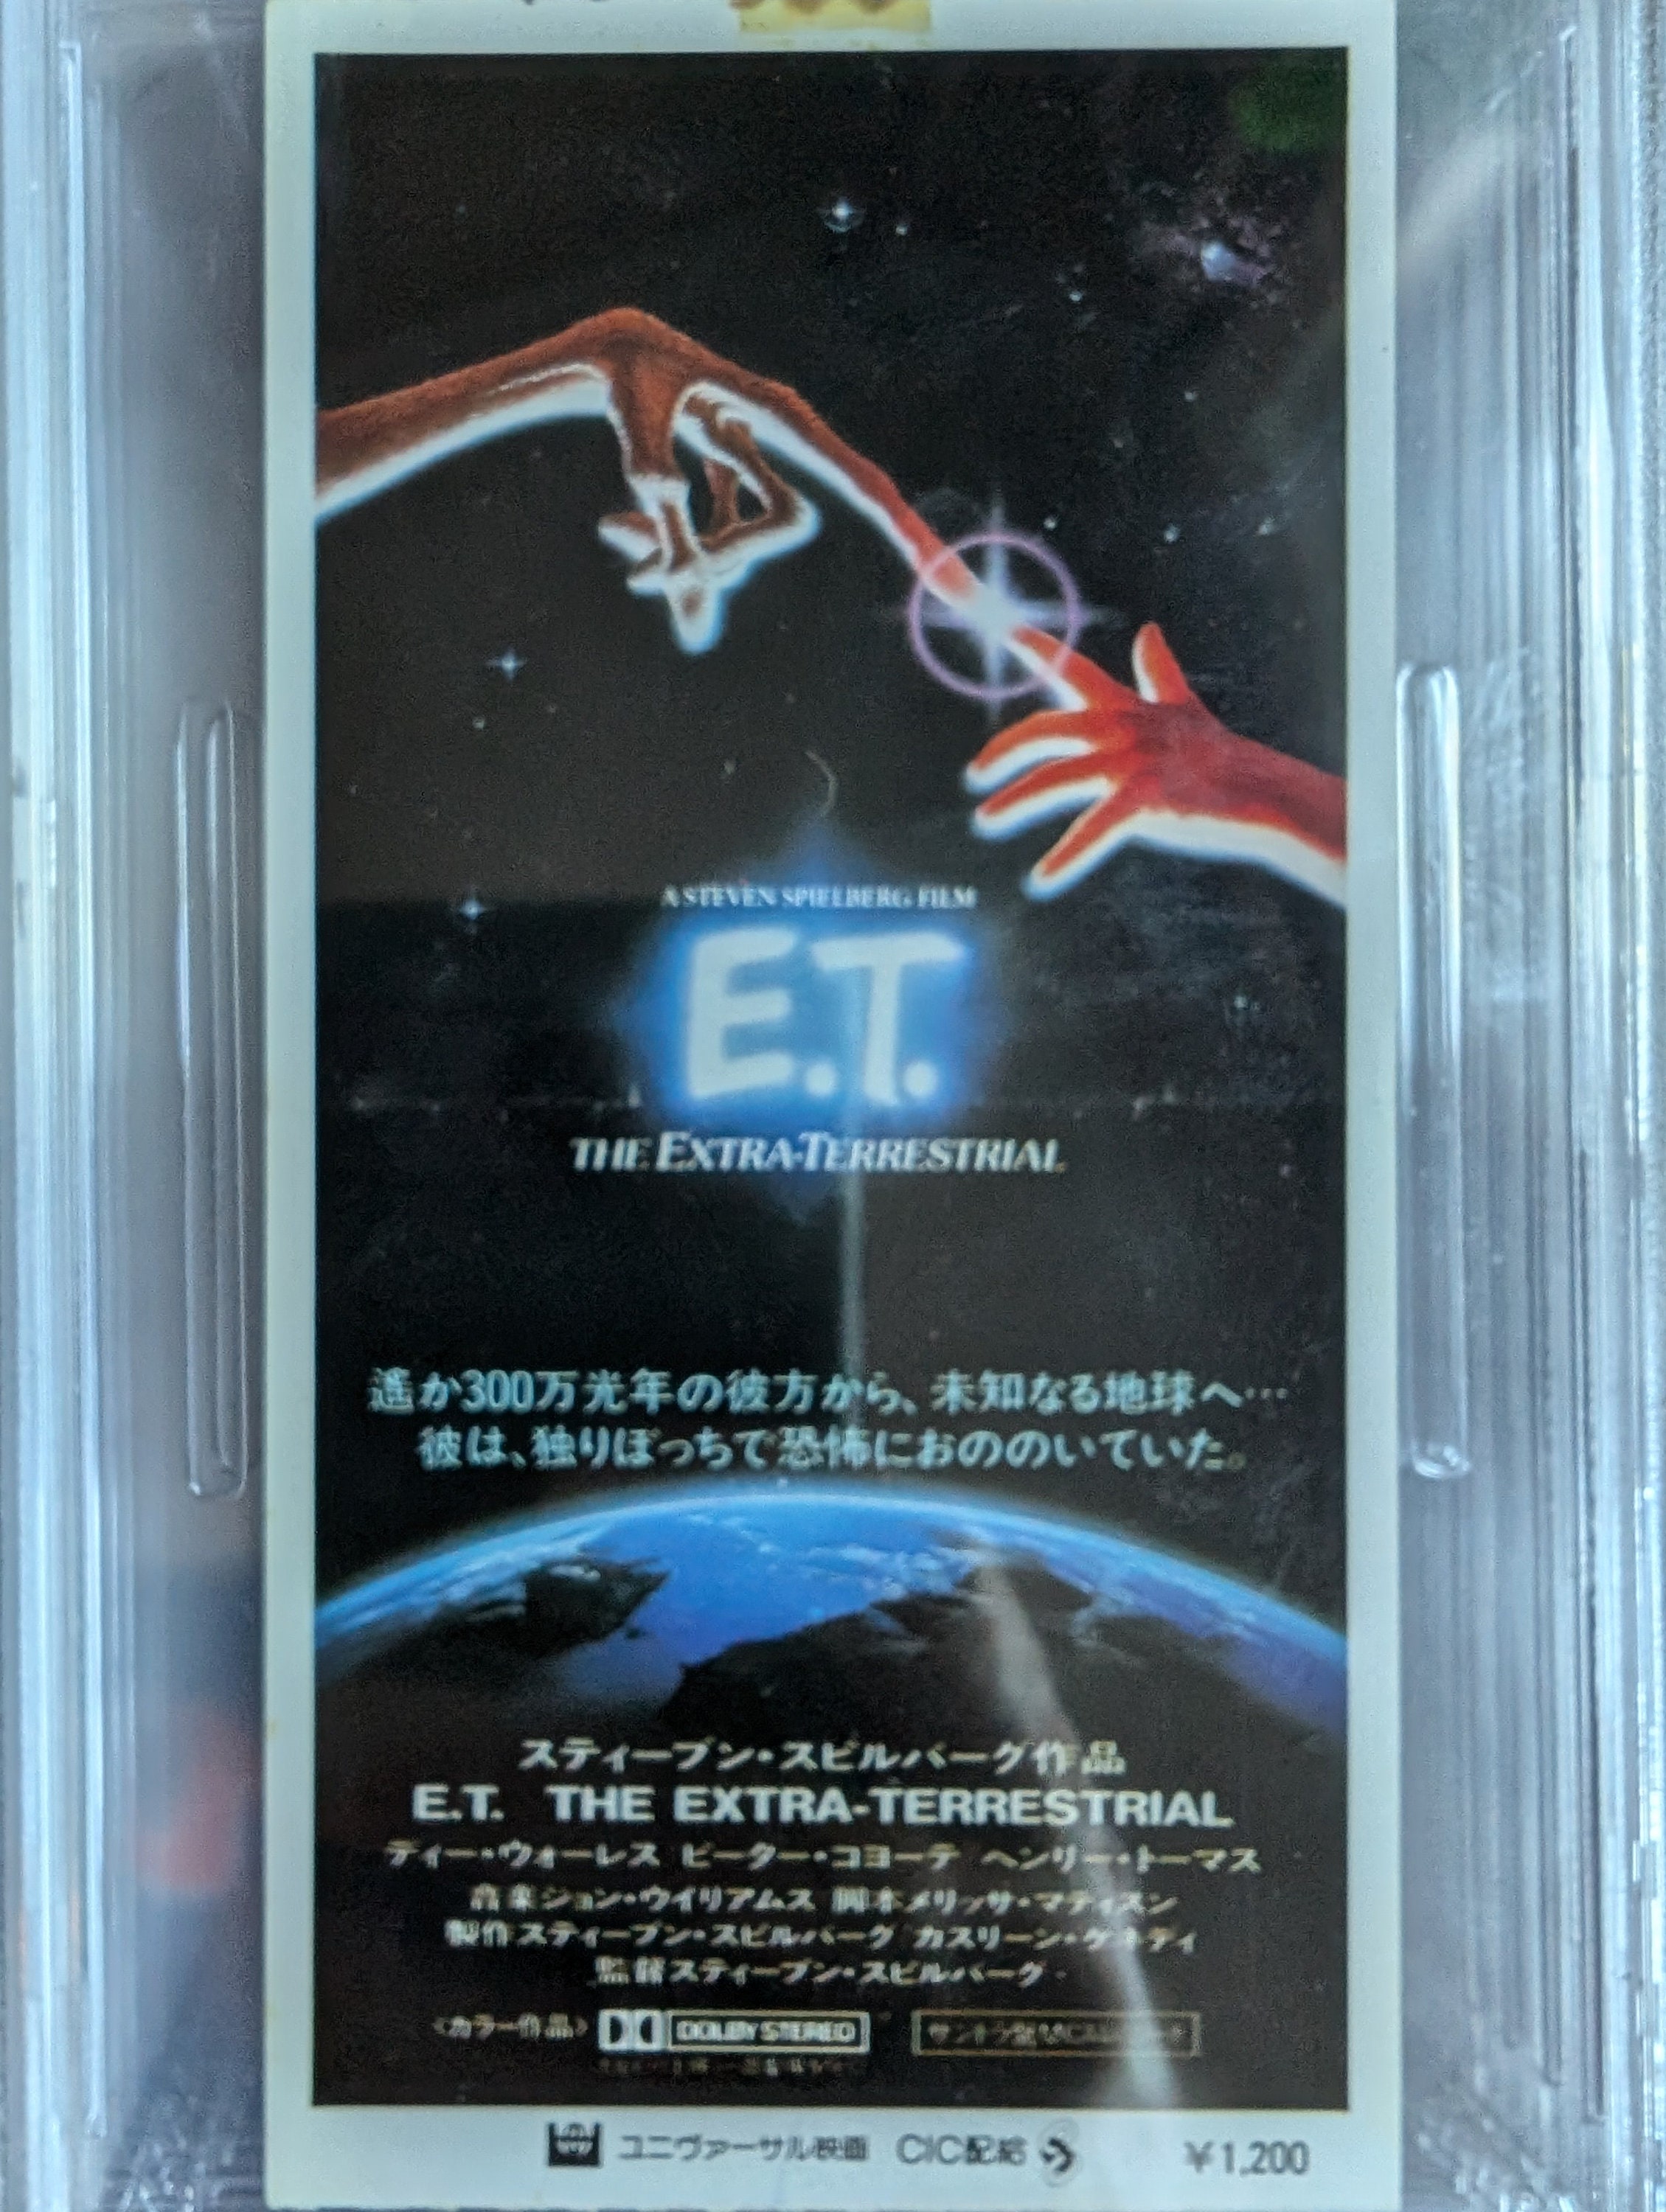 A STEVEN SPIELBERG FILM
E.T.
THE EXTRA-TERRESTRIAL
遙か300万光年の彼方から、未知なる地球へ…
彼は、独りぼっちで恐怖におののいていた。
スティーブン・スピルバーグ作品
E.T. THE EXTRA-TERRESTRIAL
ディー・ウォーレス ピーター・コヨーテ ヘンリー・トーマス
音楽ジョン・ウイリアムス 脚本メリッサ・マティスン
製作スティーブン・スピルバーグ カスリーン・ケネディ
監督スティーブン・スピルバーグ
<カラー作品> DOLBY STEREO サントラ盤
ユニヴァーサル映画 CIC配給 ¥1,200